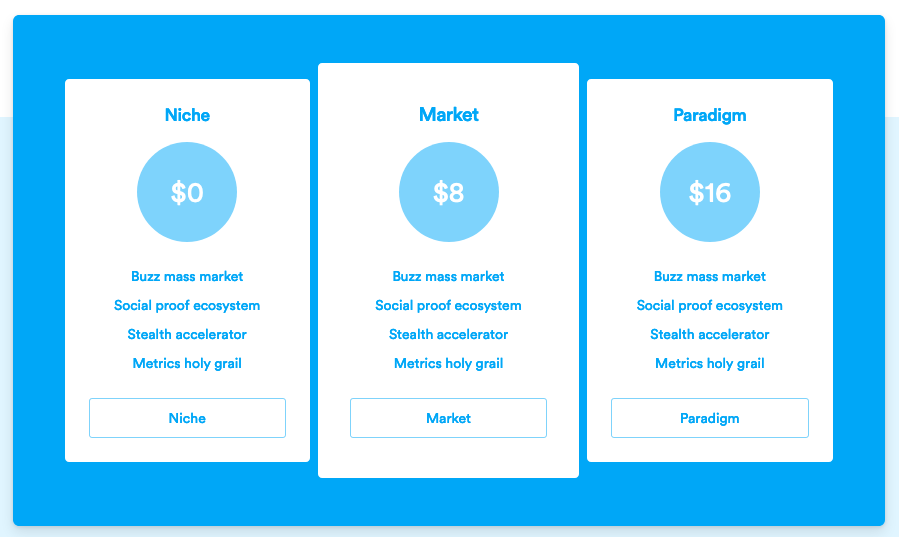 Niche
$0
Buzz mass market
Social proof ecosystem
Stealth accelerator
Metrics holy grail
Niche
Market
$8
Buzz mass market
Social proof ecosystem
Stealth accelerator
Metrics holy grail
Market
Paradigm
$16
Buzz mass market
Social proof ecosystem
Stealth accelerator
Metrics holy grail
Paradigm